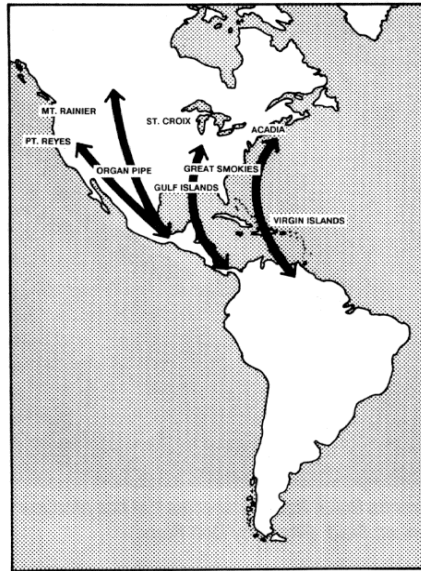 MT. RAINIER
ST. CROIX
ACADIA
PT. REYES
ORGAN PIPE
GREAT SMOKIES
GULF ISLANDS
VIRGIN ISLANDS